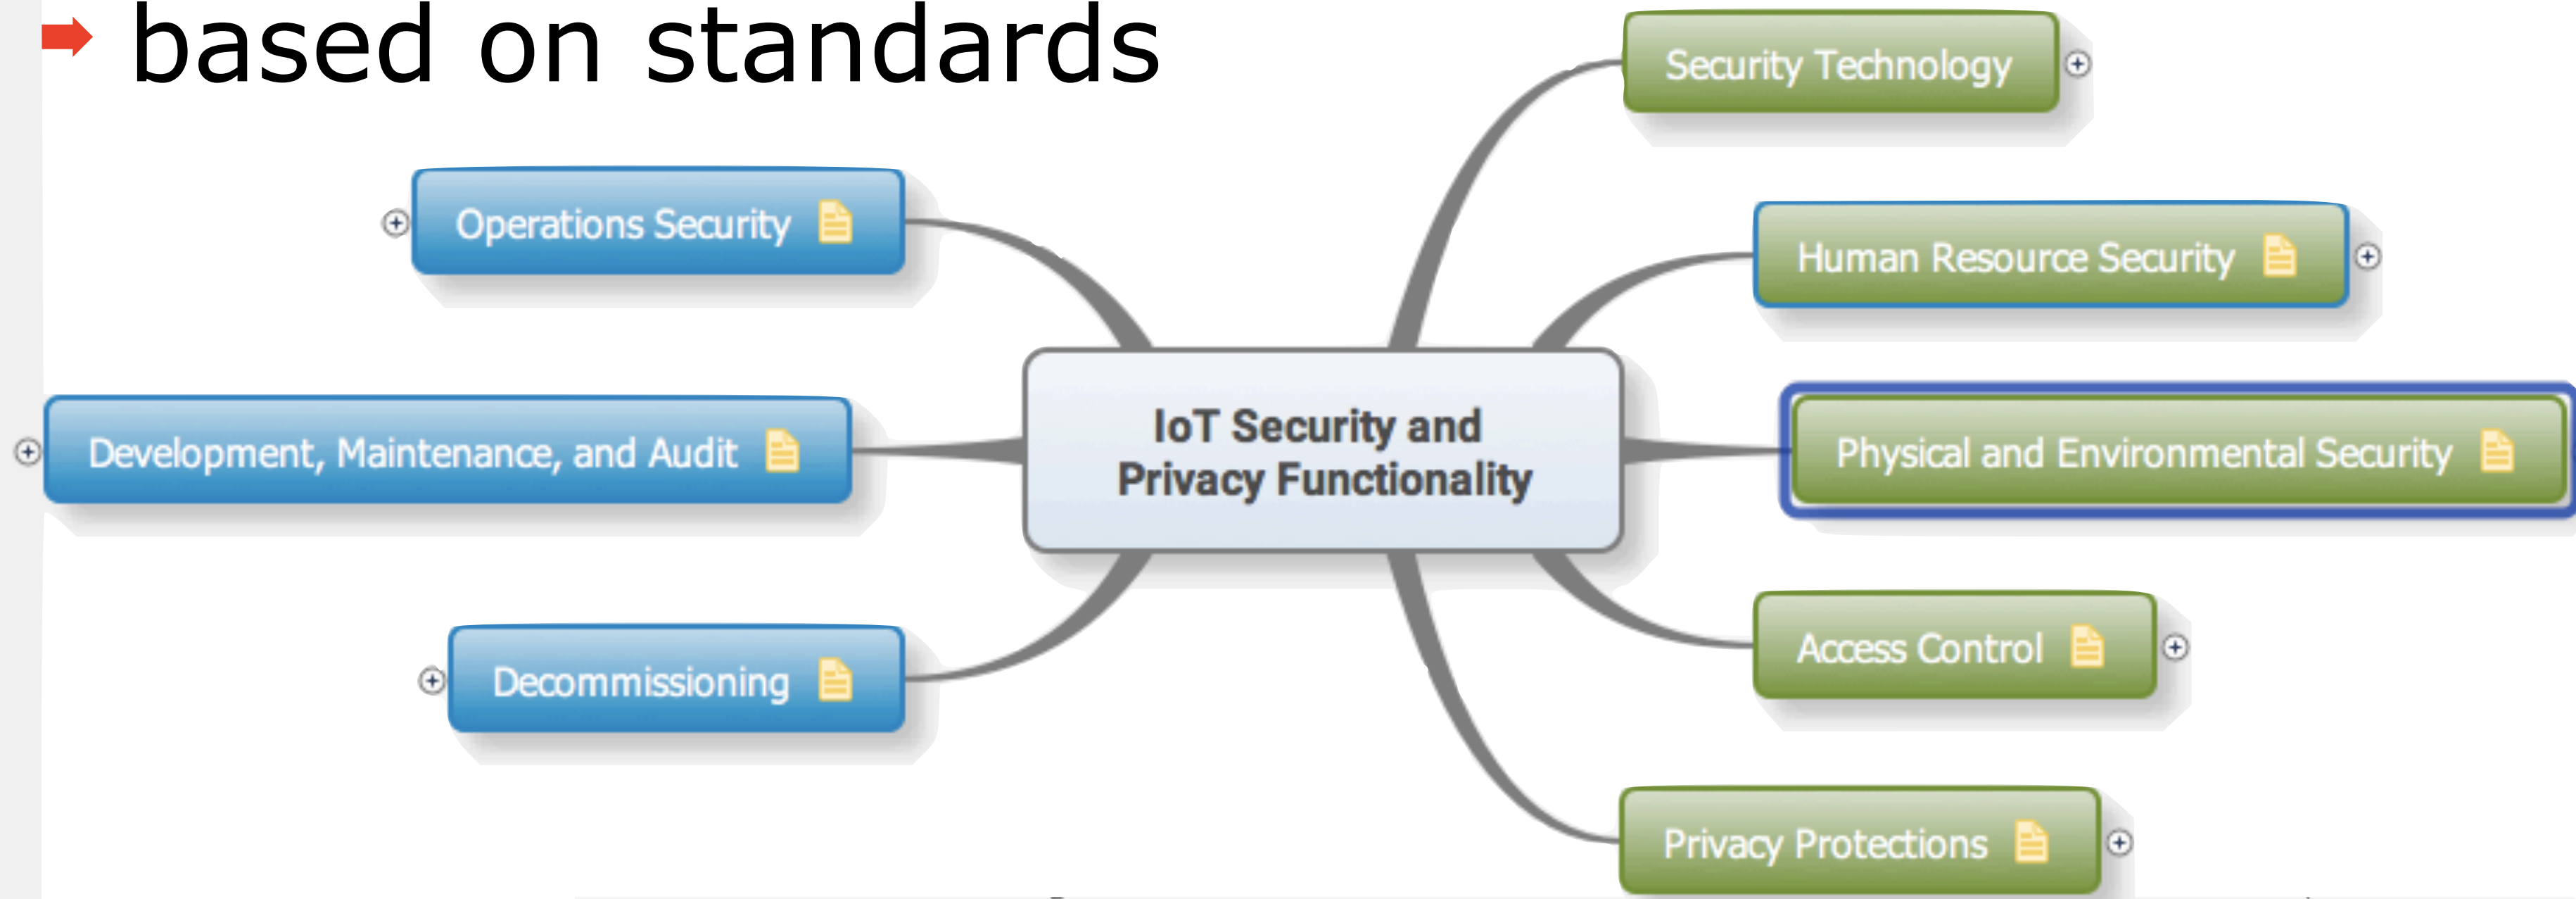 based on standards
Security Technology
Operations Security
Human Resource Security
IoT Security and
Privacy Functionality
Development, Maintenance, and Audit
Physical and Environmental Security
Access Control
Decommissioning
Privacy Protections